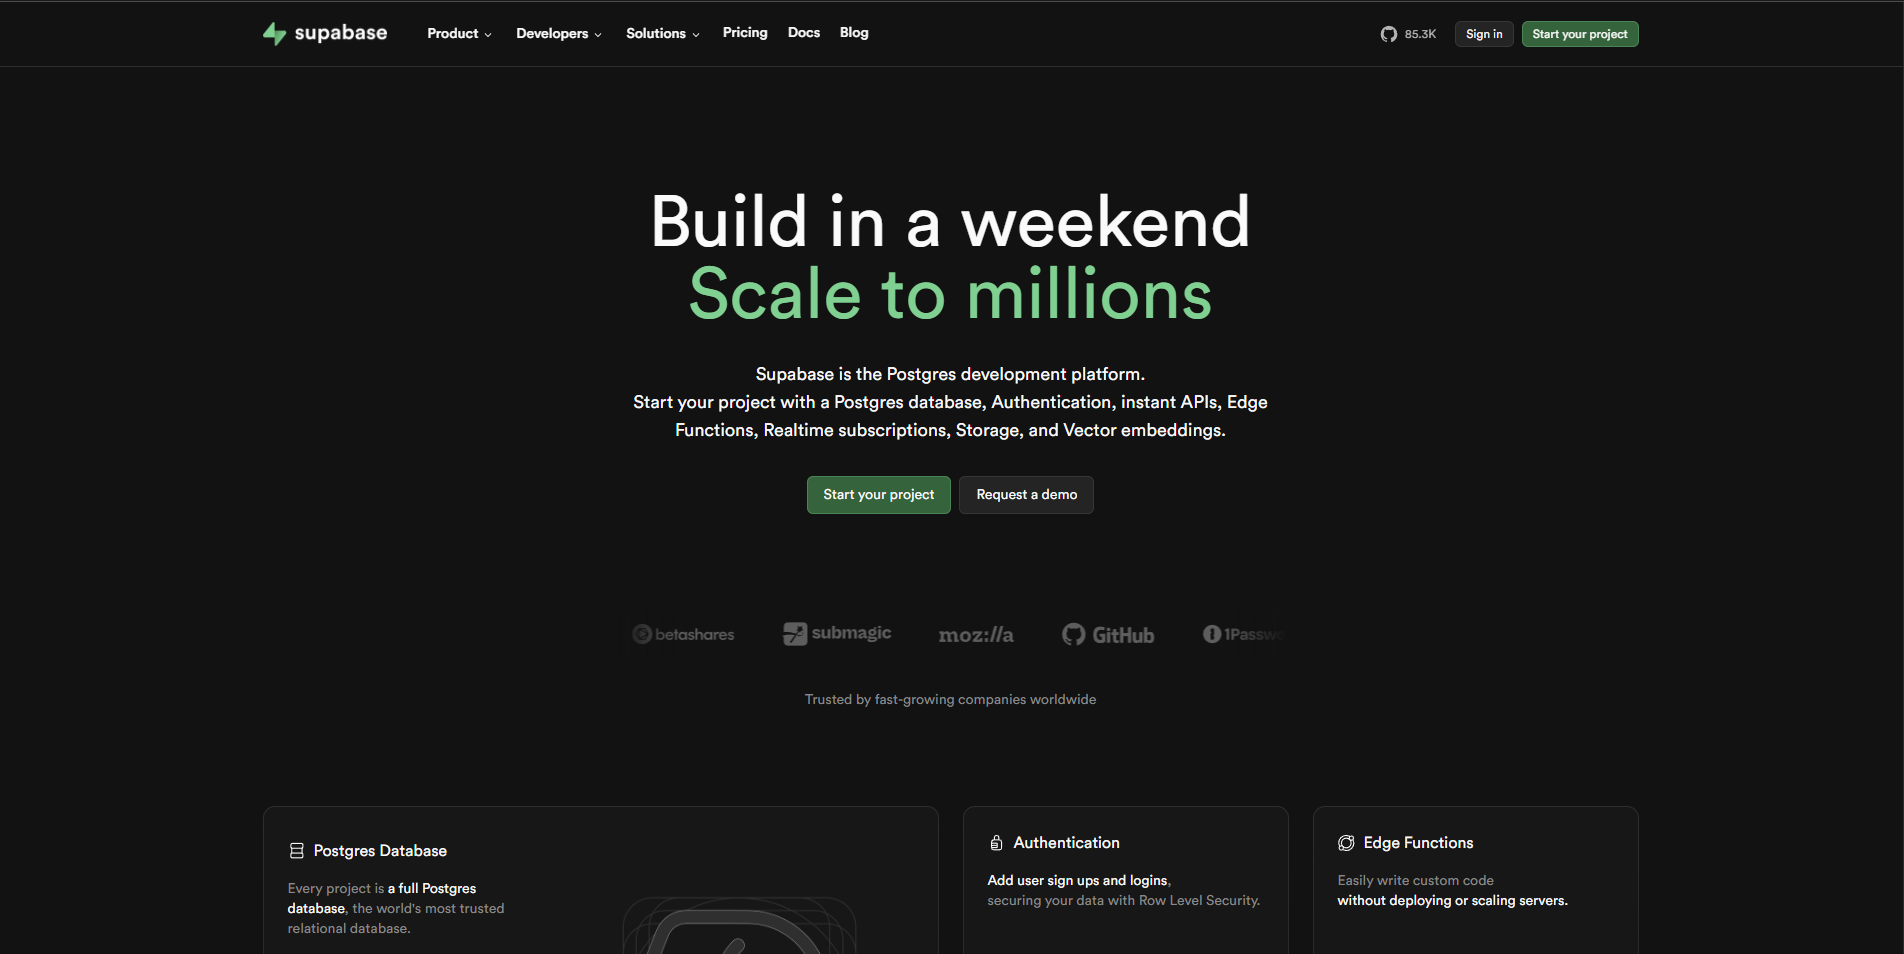 supabase
Product
Developers
Solutions
Pricing
Docs
Blog
85.3K
Sign in
Start your project
Build in a weekend
Scale to millions
Supabase is the Postgres development platform.
Start your project with a Postgres database, Authentication, instant APIs, Edge
Functions, Realtime subscriptions, Storage, and Vector embeddings.
Start your project
Request a demo
betashares
submagic
moz://a
GitHub
1Passwo
Trusted by fast-growing companies worldwide
Postgres Database
Every project is a full Postgres
database, the world's most trusted
relational database.
Authentication
Add user sign ups and logins,
securing your data with Row Level Security.
Edge Functions
Easily write custom code
without deploying or scaling servers.